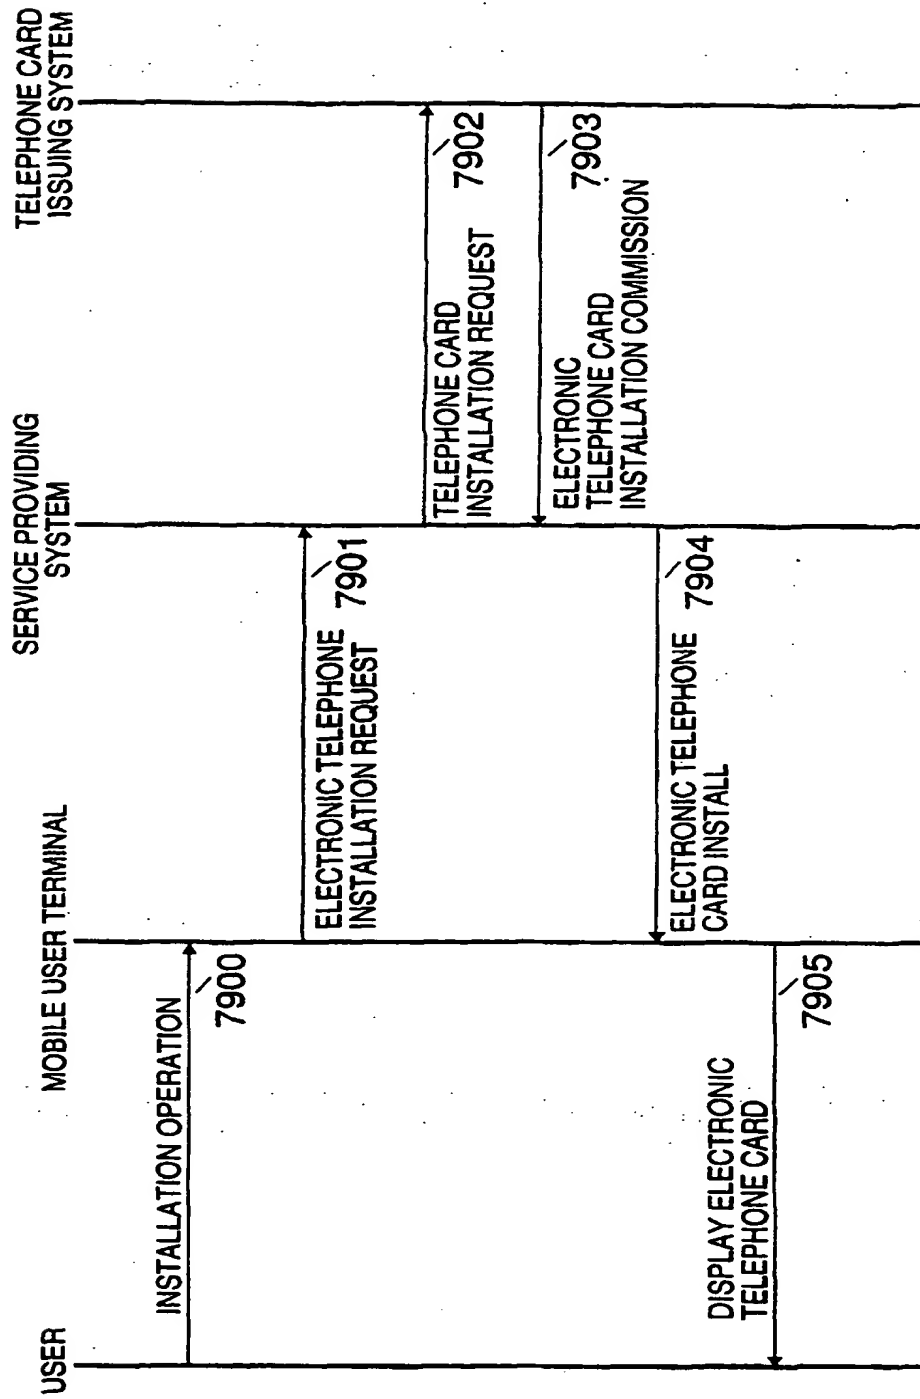 USER
MOBILE USER TERMINAL
SERVICE PROVIDING
SYSTEM
TELEPHONE CARD
ISSUING SYSTEM
INSTALLATION OPERATION
7900
ELECTRONIC TELEPHONE
INSTALLATION REQUEST 7901
TELEPHONE CARD
INSTALLATION REQUEST 7902
ELECTRONIC
TELEPHONE CARD 7903
INSTALLATION COMMISSION
ELECTRONIC TELEPHONE 7904
CARD INSTALL
DISPLAY ELECTRONIC
TELEPHONE CARD
7905